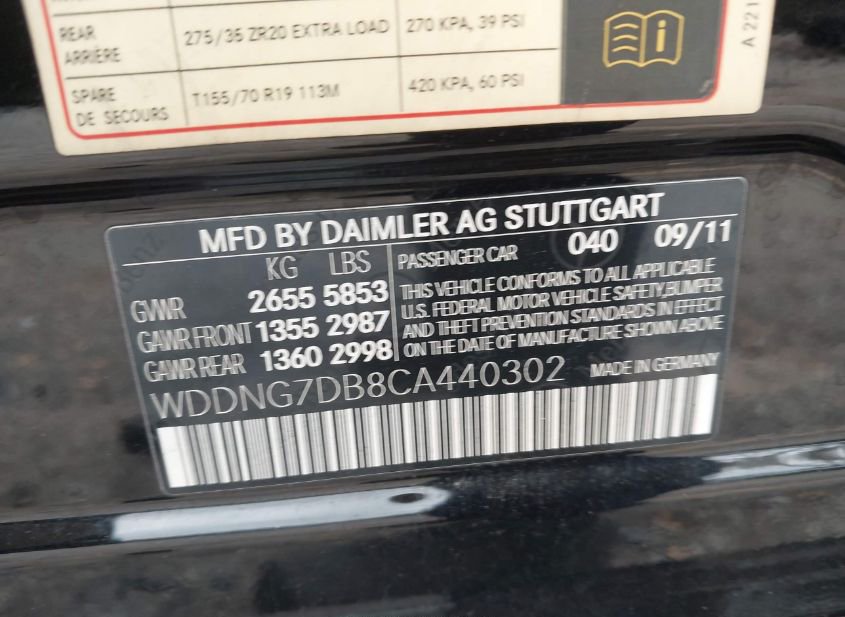 REAR
ARRIÈRE
275/35 ZR20 EXTRA LOAD
270 KPA, 39 PSI
SPARE
DE SECOURS
T155/70 R19 113M
420 KPA, 60 PSI
A 221
MFD BY DAIMLER AG STUTTGART
KG LBS
PASSENGER CAR 040 09/11
GVWR 2655 5853
GAWR FRONT 1355 2987
GAWR REAR 1360 2998
THIS VEHICLE CONFORMS TO ALL APPLICABLE
U.S. FEDERAL MOTOR VEHICLE SAFETY,BUMPER
AND THEFT PREVENTION STANDARDS IN EFFECT
ON THE DATE OF MANUFACTURE SHOWN ABOVE
WDDNG7DB8CA440302
MADE IN GERMANY